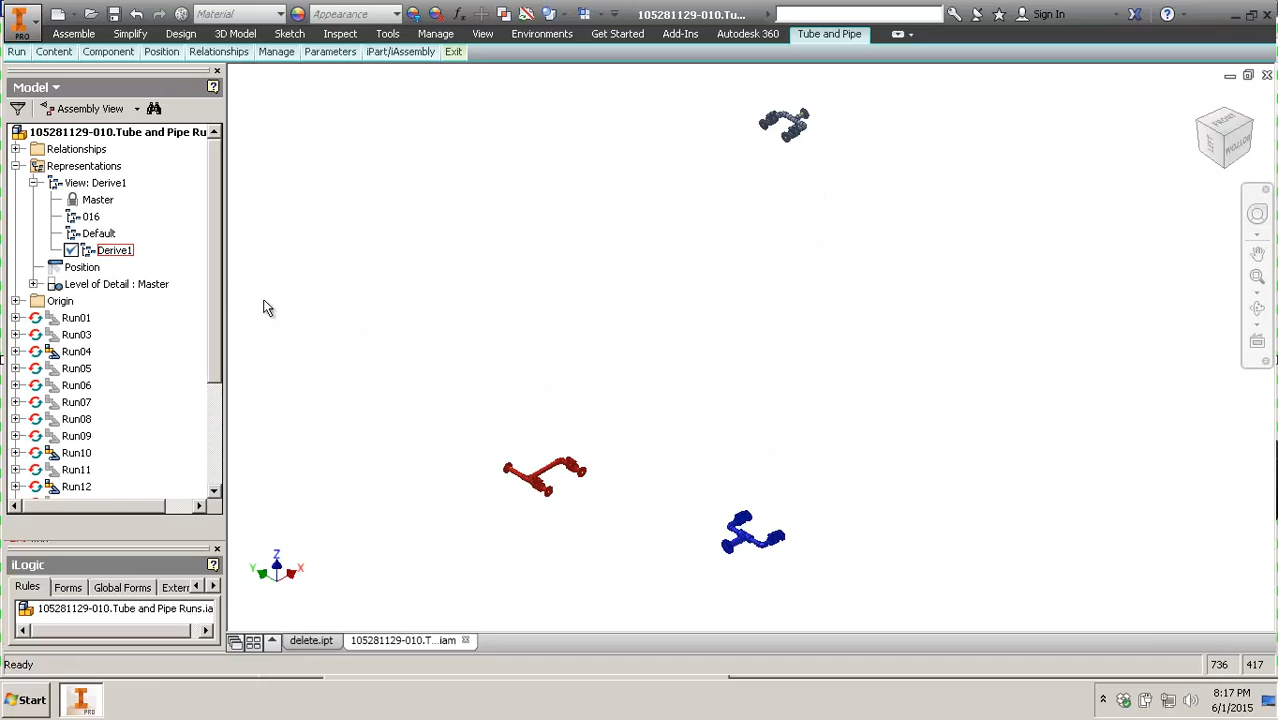 Material
Appearance
105281129-010.Tu...
Sign In
PRO
Assemble
Simplify
Design
3D Model
Sketch
Inspect
Tools
Manage
View
Environments
Get Started
Add-Ins
Autodesk 360
Tube and Pipe
Run
Content
Component
Position
Relationships
Manage
Parameters
iPart/iAssembly
Exit
Model
Assembly View
105281129-010.Tube and Pipe Ru
Relationships
Representations
View: Derive1
Master
016
Default
Derive1
Position
Level of Detail : Master
Origin
Run01
Run03
Run04
Run05
Run06
Run07
Run08
Run09
Run10
Run11
Run12
FRONT
LEFT
BOTTOM
Z
Y
X
iLogic
Rules
Forms
Global Forms
Extern
105281129-010.Tube and Pipe Runs.ia
delete.ipt
105281129-010.T...iam
Ready
736
417
Start
PRO
8:17 PM
6/1/2015